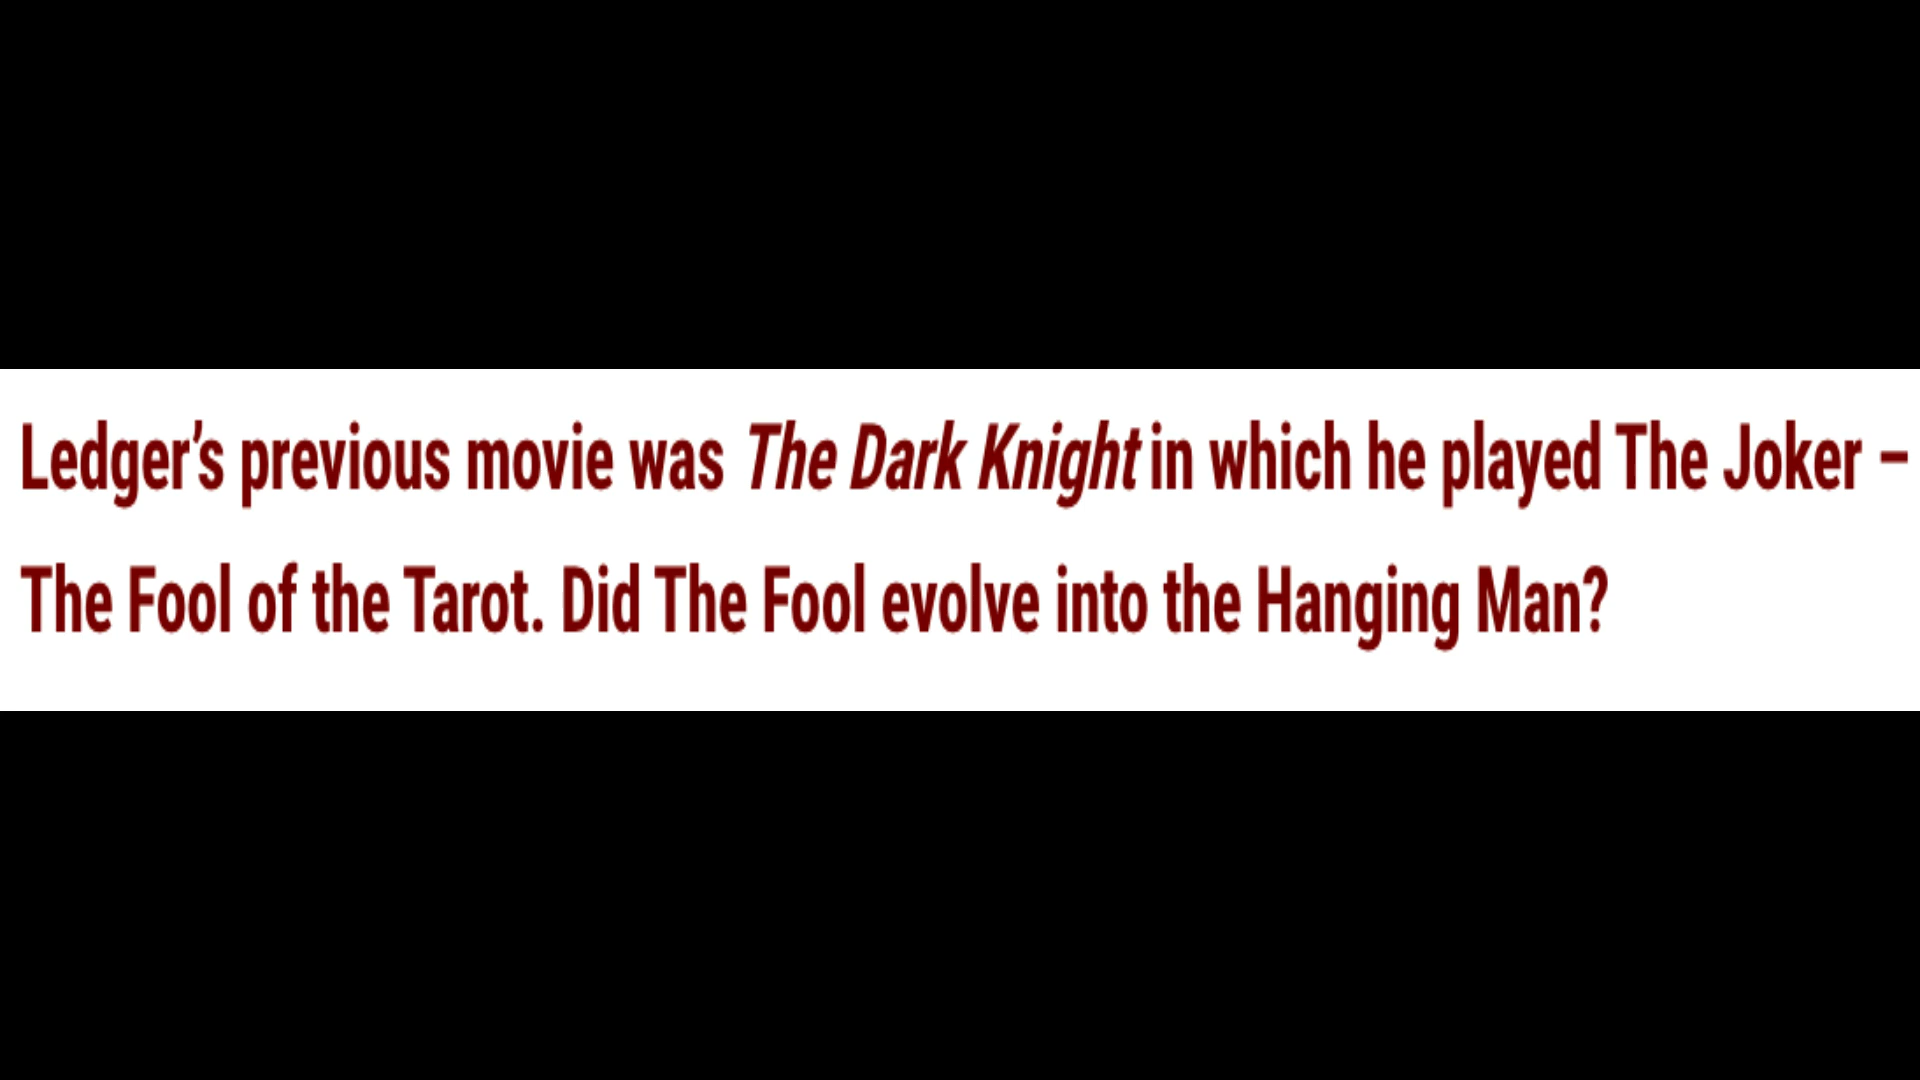 Ledger’s previous movie was The Dark Knight in which he played The Joker –
The Fool of the Tarot. Did The Fool evolve into the Hanging Man?